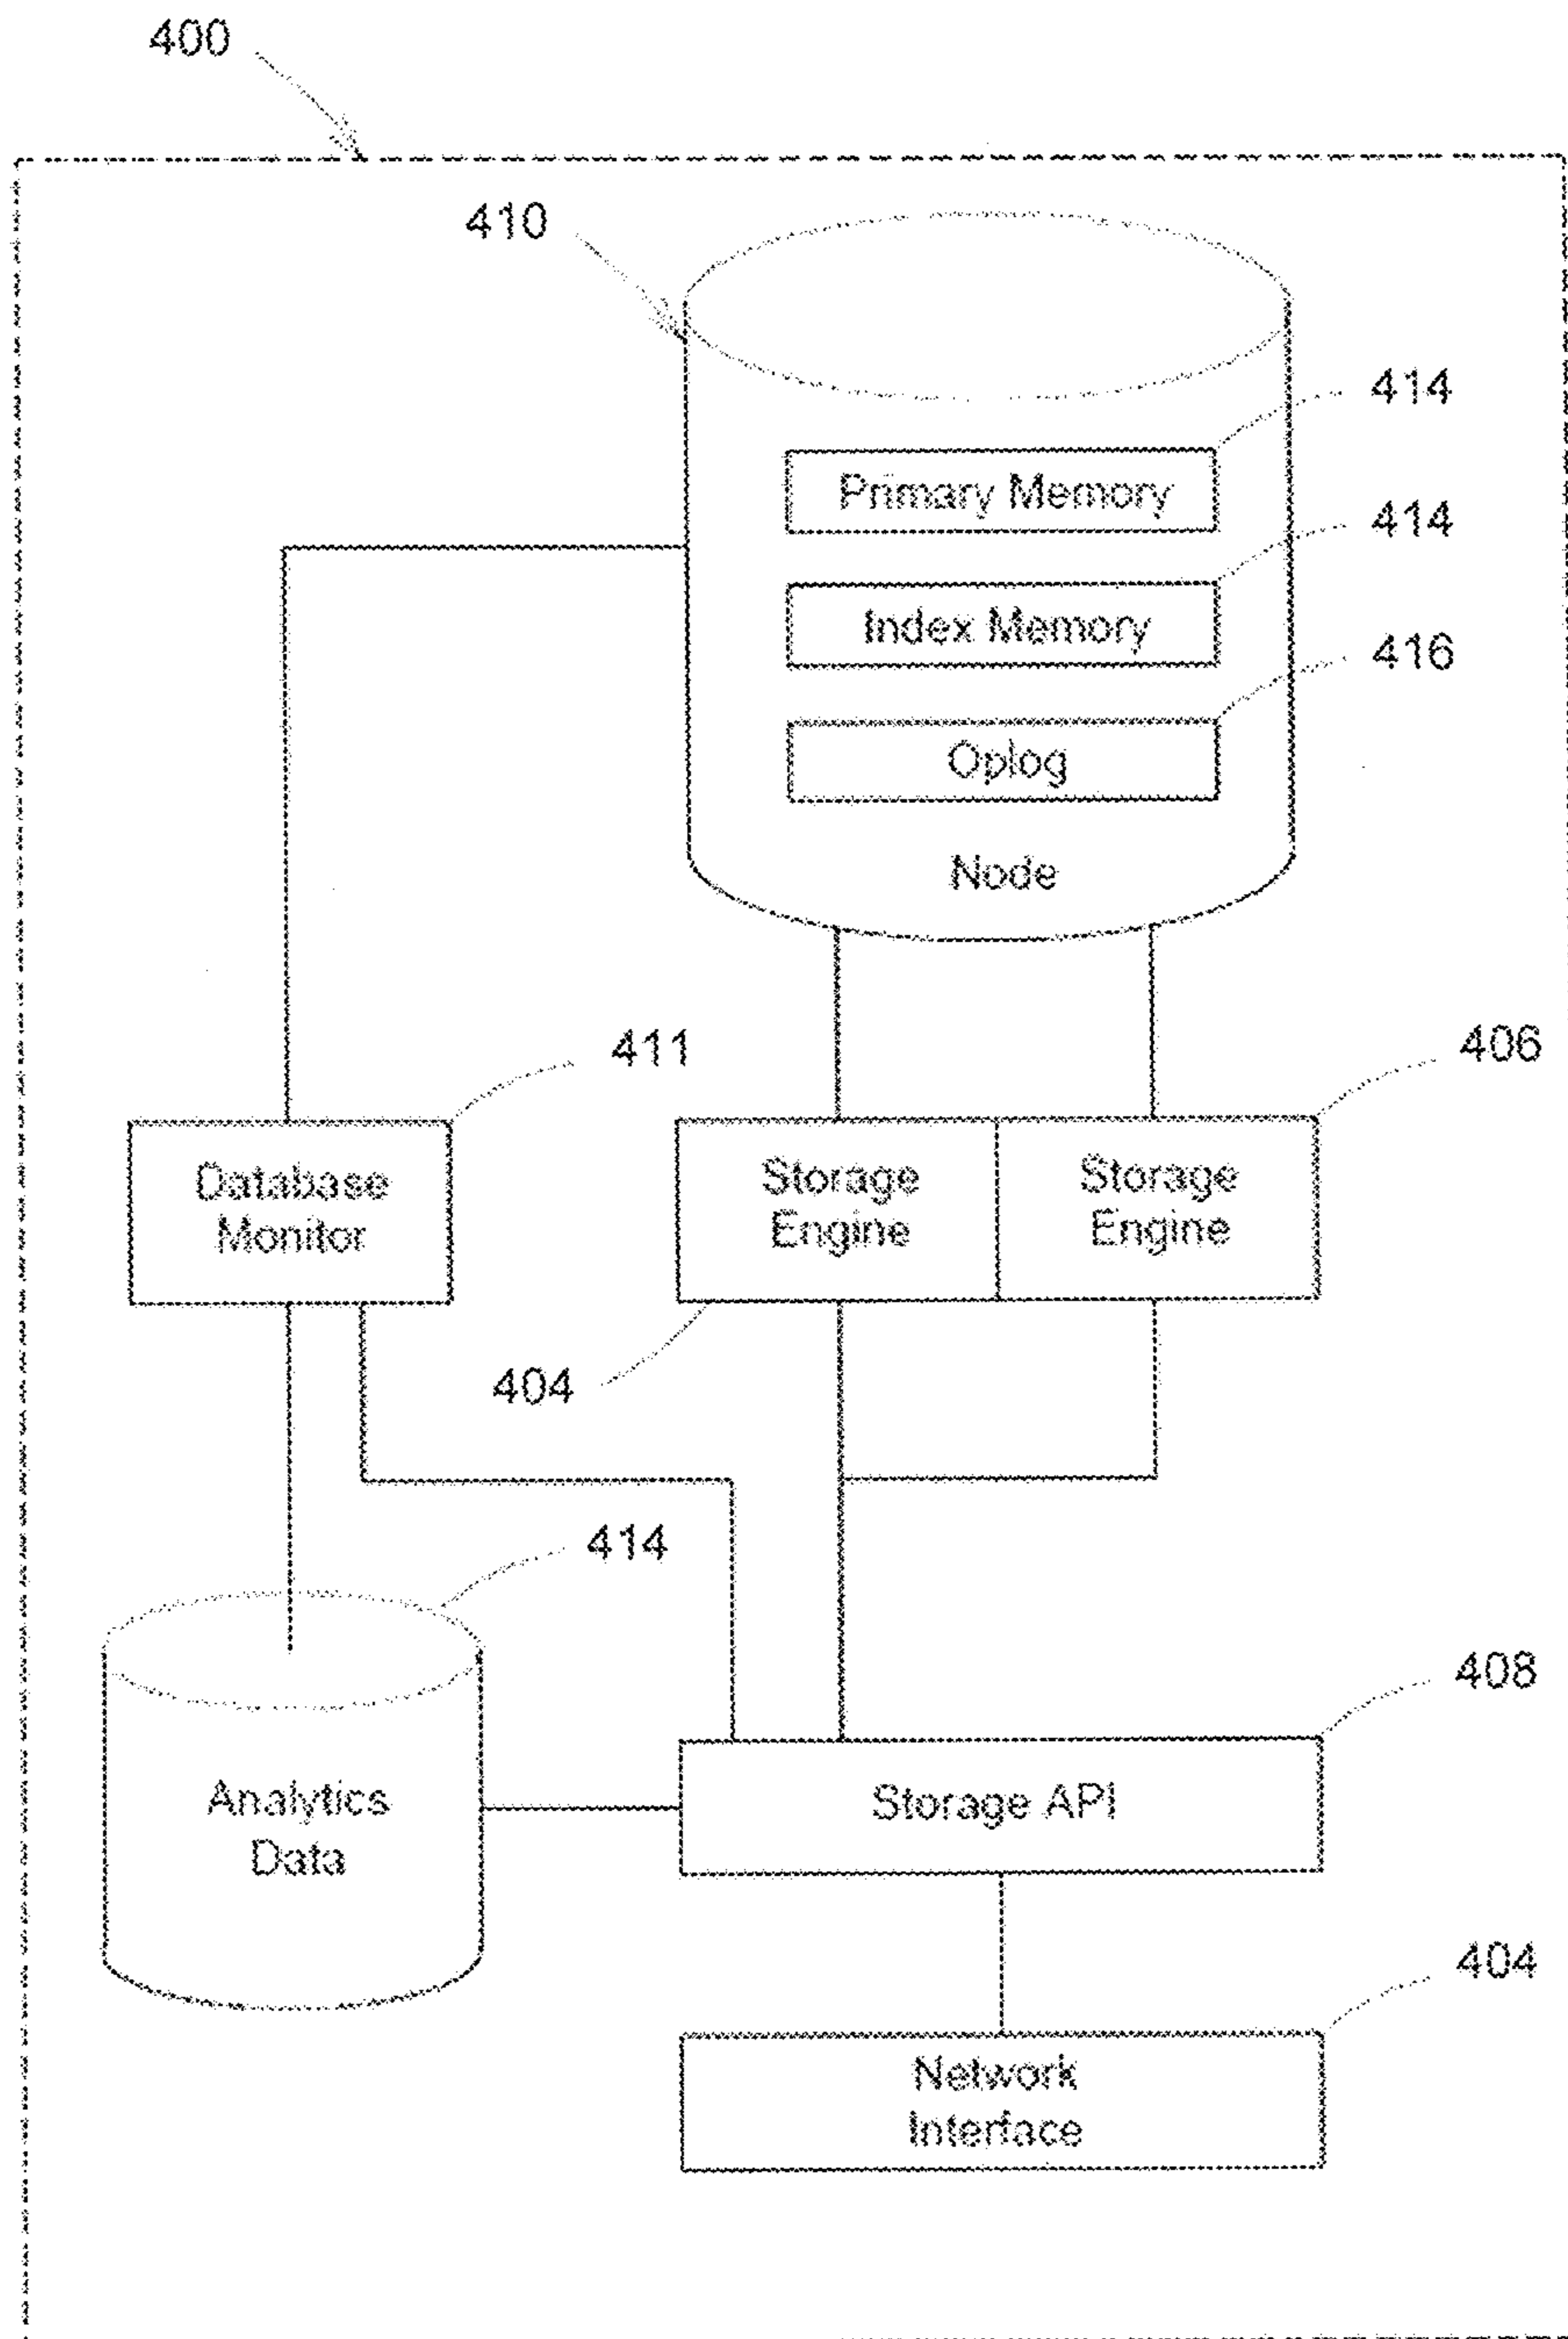 400
410
414
Primary Memory
414
Index Memory
416
Oplog
Node
411
406
Database
Monitor
Storage
Engine
Storage
Engine
404
414
408
Analytics
Data
Storage API
404
Network
Interface